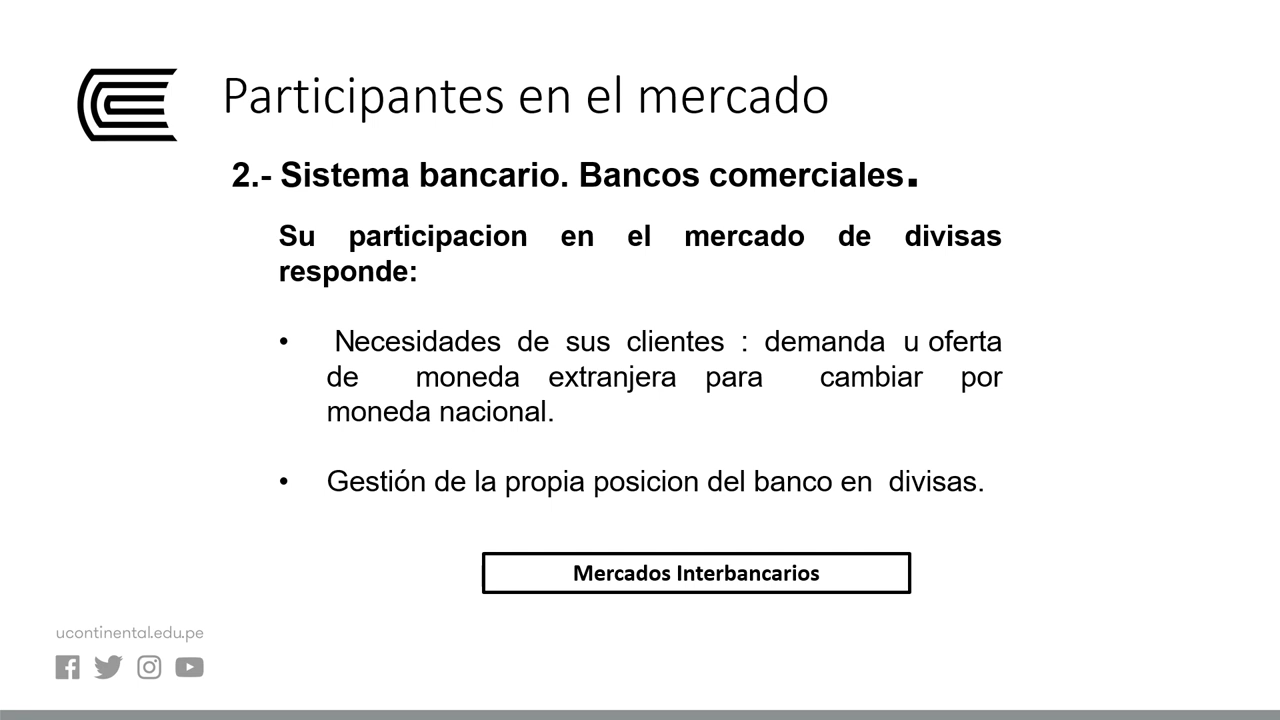 Participantes en el mercado
2.- Sistema bancario. Bancos comerciales.
Su participacion en el mercado de divisas
responde:
• Necesidades de sus clientes : demanda u oferta
de moneda extranjera para cambiar por
moneda nacional.
• Gestión de la propia posicion del banco en divisas.
Mercados Interbancarios
ucontinental.edu.pe